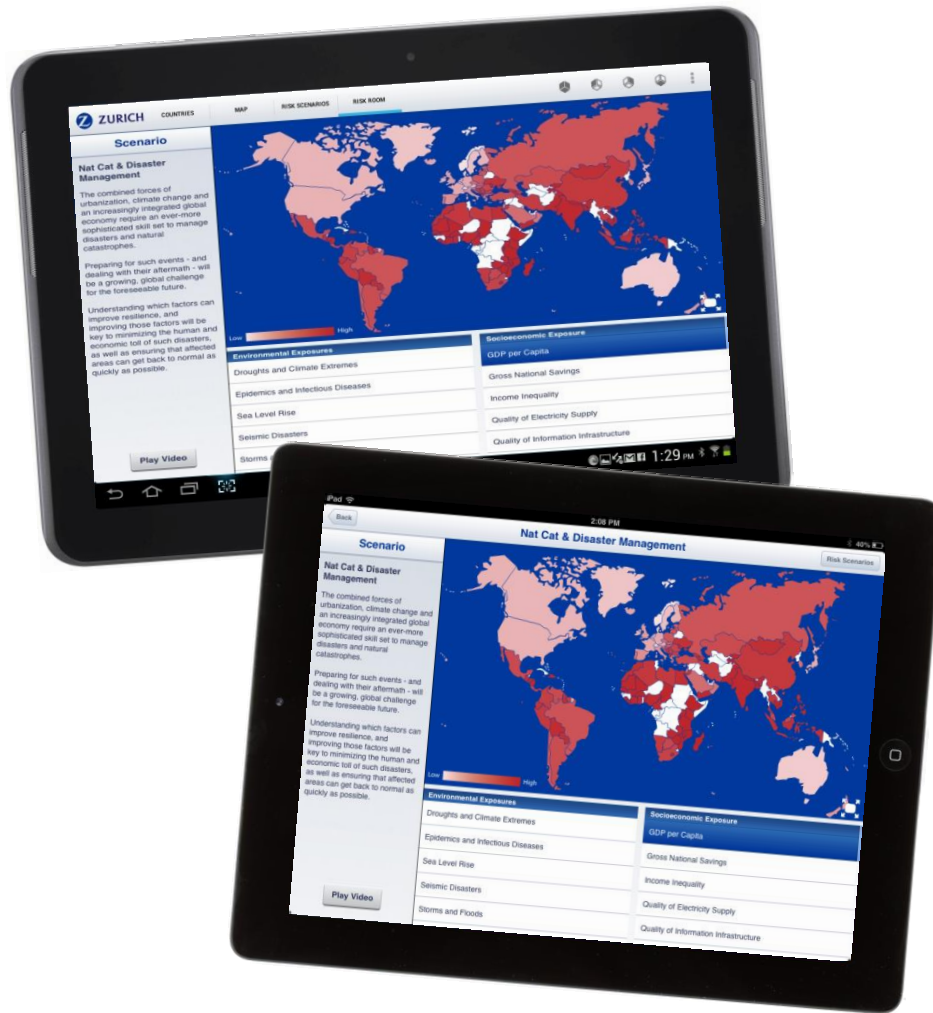 ZURICH
COUNTRIES
MAP
RISK SCENARIOS
RISK ROOM
Scenario
Nat Cat & Disaster
Management
The combined forces of
urbanization, climate change and
an increasingly integrated global
economy require an ever-more
sophisticated skill set to manage
disasters and natural
catastrophes.
Preparing for such events - and
dealing with their aftermath - will
be a growing, global challenge
for the foreseeable future.
Understanding which factors can
improve resilience, and
improving those factors will be
key to minimizing the human and
economic toll of such disasters,
as well as ensuring that affected
areas can get back to normal as
quickly as possible.
Play Video
Low
High
Environmental Exposures
Droughts and Climate Extremes
Epidemics and Infectious Diseases
Sea Level Rise
Seismic Disasters
Storms
Socioeconomic Exposure
GDP per Capita
Gross National Savings
Income Inequality
Quality of Electricity Supply
Quality of Information Infrastructure
1:29 PM
iPad
2:08 PM
40%
Back
Nat Cat & Disaster Management
Risk Scenarios
Scenario
Nat Cat & Disaster
Management
The combined forces of
urbanization, climate change and
an increasingly integrated global
economy require an ever-more
sophisticated skill set to manage
disasters and natural
catastrophes.
Preparing for such events - and
dealing with their aftermath - will
be a growing, global challenge
for the foreseeable future.
Understanding which factors can
improve resilience, and
improving those factors will be
key to minimizing the human and
economic toll of such disasters,
as well as ensuring that affected
areas can get back to normal as
quickly as possible.
Play Video
Low
High
Environmental Exposures
Droughts and Climate Extremes
Epidemics and Infectious Diseases
Sea Level Rise
Seismic Disasters
Storms and Floods
Socioeconomic Exposure
GDP per Capita
Gross National Savings
Income Inequality
Quality of Electricity Supply
Quality of Information Infrastructure